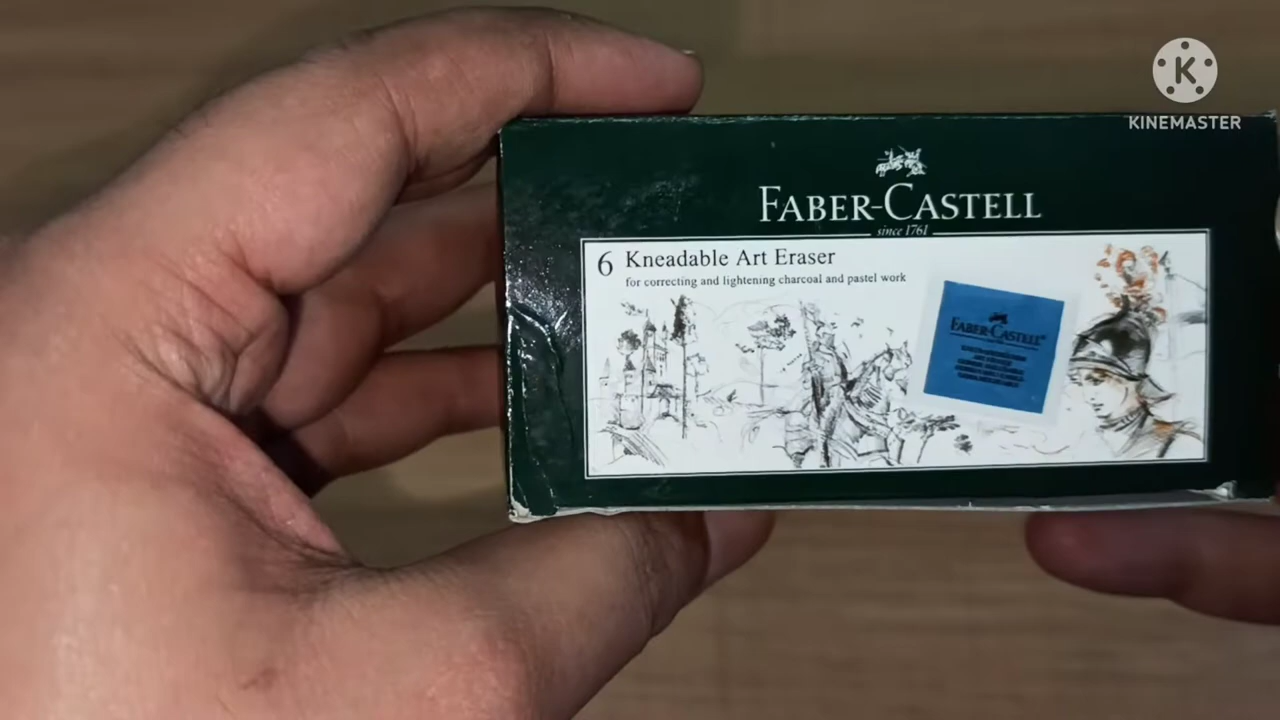 K
KINEMASTER
FABER-CASTELL
since 1761
6 Kneadable Art Eraser
for correcting and lightening charcoal and pastel work
FABER-CASTELL